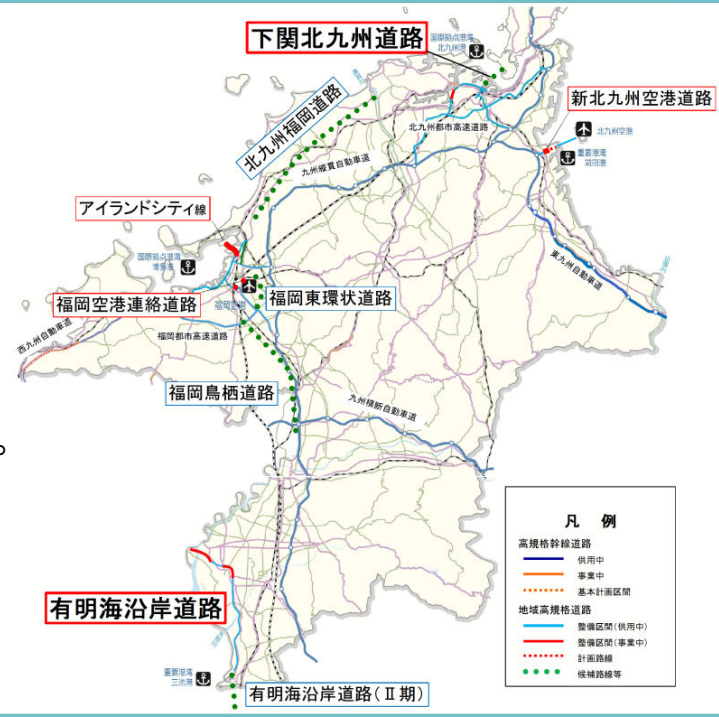 下関北九州道路
国際拠点港湾
北九州港
新北九州空港道路
北九州福岡道路
北九州都市高速道路
北九州空港
重要港湾
苅田港
九州縦貫自動車道
アイランドシティ線
国際拠点港湾
博多港
東九州自動車道
福岡空港連絡道路
福岡空港
福岡東環状道路
西九州自動車道
福岡都市高速道路
福岡鳥栖道路
九州横断自動車道
。
凡 例
高規格幹線道路
供用中
事業中
基本計画区間
地域高規格道路
整備区間(供用中)
整備区間(事業中)
計画路線
候補路線等
有明海沿岸道路
重要港湾
三池港
有明海沿岸道路(Ⅱ期)